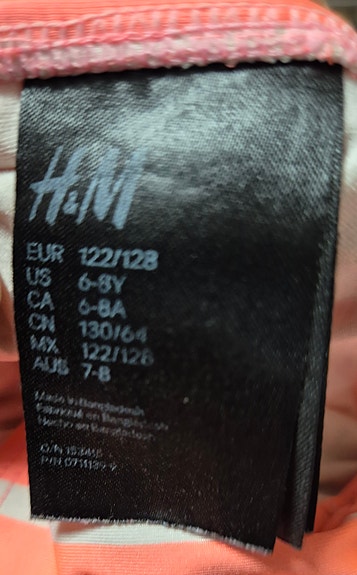 H&M
EUR 122/128
US 6-8Y
CA 6-8A
CN 130/64
MX 122/128
AUS 7-8
Made in Bangladesh
Fabriqué en Bangladesh
Hecho en Bangladesh
O/N
P/N